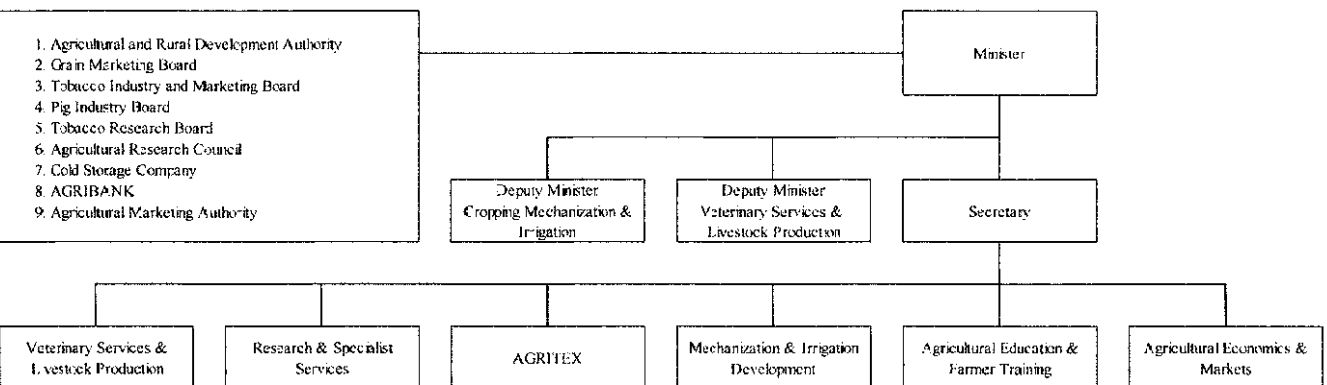 1. Agricultural and Rural Development Authority
2. Grain Marketing Board
3. Tobacco Industry and Marketing Board
4. Pig Industry Board
5. Tobacco Research Board
6. Agricultural Research Council
7. Cold Storage Company
8. AGRIBANK
9. Agricultural Marketing Authority
Minister
Deputy Minister
Cropping Mechanization &
Irrigation
Deputy Minister
Veterinary Services &
Livestock Production
Secretary
Veterinary Services &
Livestock Production
Research & Specialist
Services
AGRITEX
Mechanization & Irrigation
Development
Agricultural Education &
Farmer Training
Agricultural Economics &
Markets